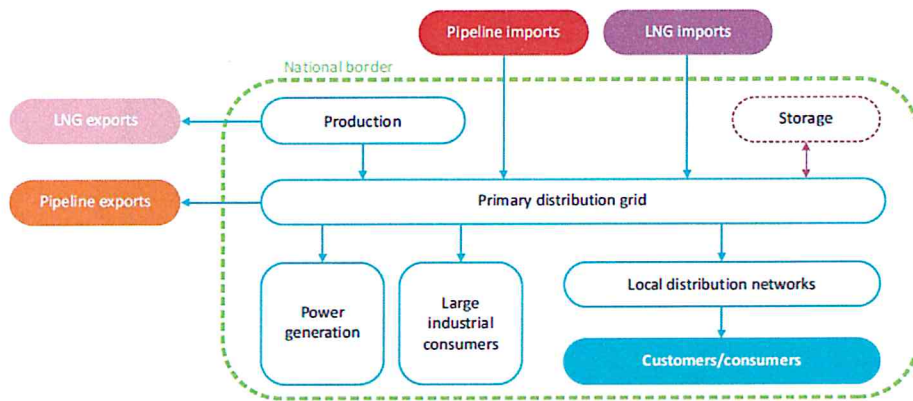 Pipeline imports
LNG imports
National border
LNG exports
Production
Storage
Pipeline exports
Primary distribution grid
Power
generation
Large
industrial
consumers
Local distribution networks
Customers/consumers